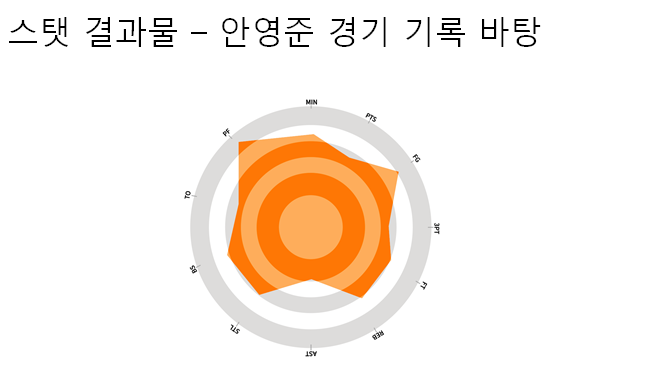 스탯 결과물 – 안영준 경기 기록 바탕
MIN
PTS
FG
3PT
FT
REB
AST
STL
BS
TO
PF